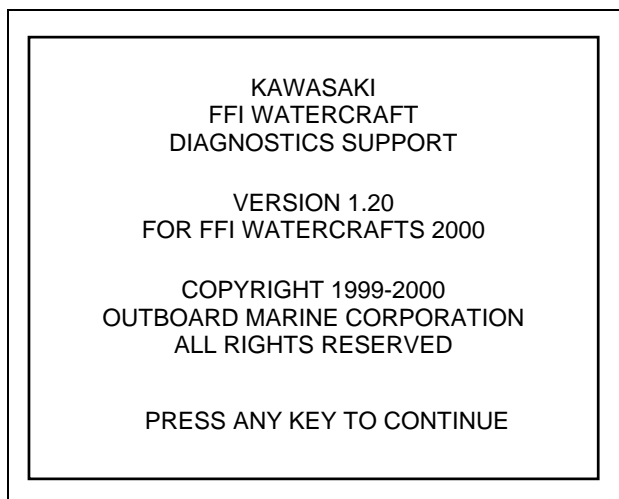 KAWASAKI
FFI WATERCRAFT
DIAGNOSTICS SUPPORT
VERSION 1.20
FOR FFI WATERCRAFTS 2000
COPYRIGHT 1999-2000
OUTBOARD MARINE CORPORATION
ALL RIGHTS RESERVED
PRESS ANY KEY TO CONTINUE